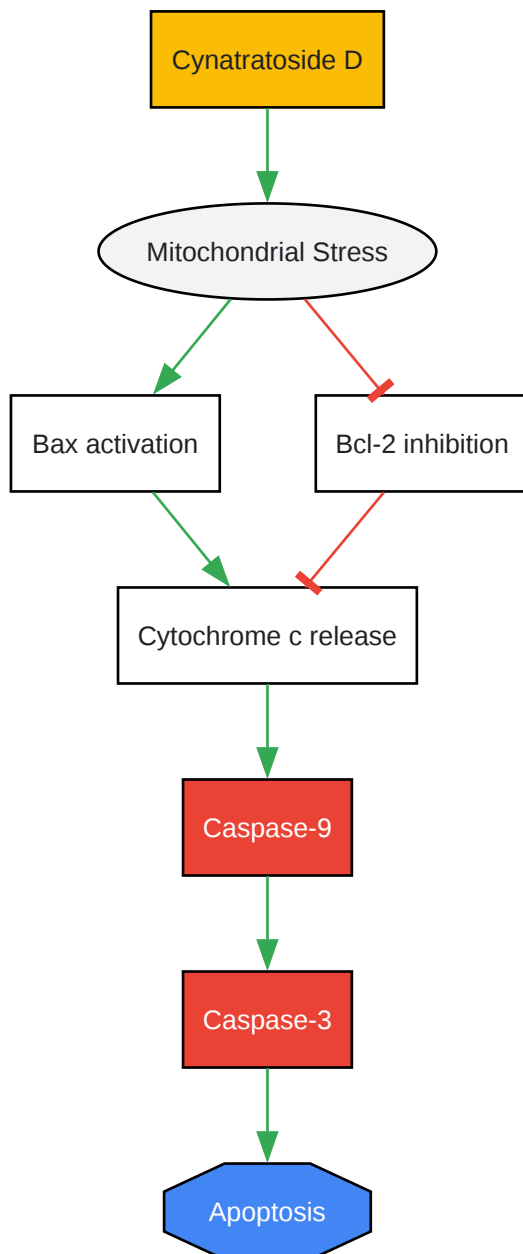 Cynatratoside D
Mitochondrial Stress
Bax activation
Bcl-2 inhibition
Cytochrome c release
Caspase-9
Caspase-3
Apoptosis